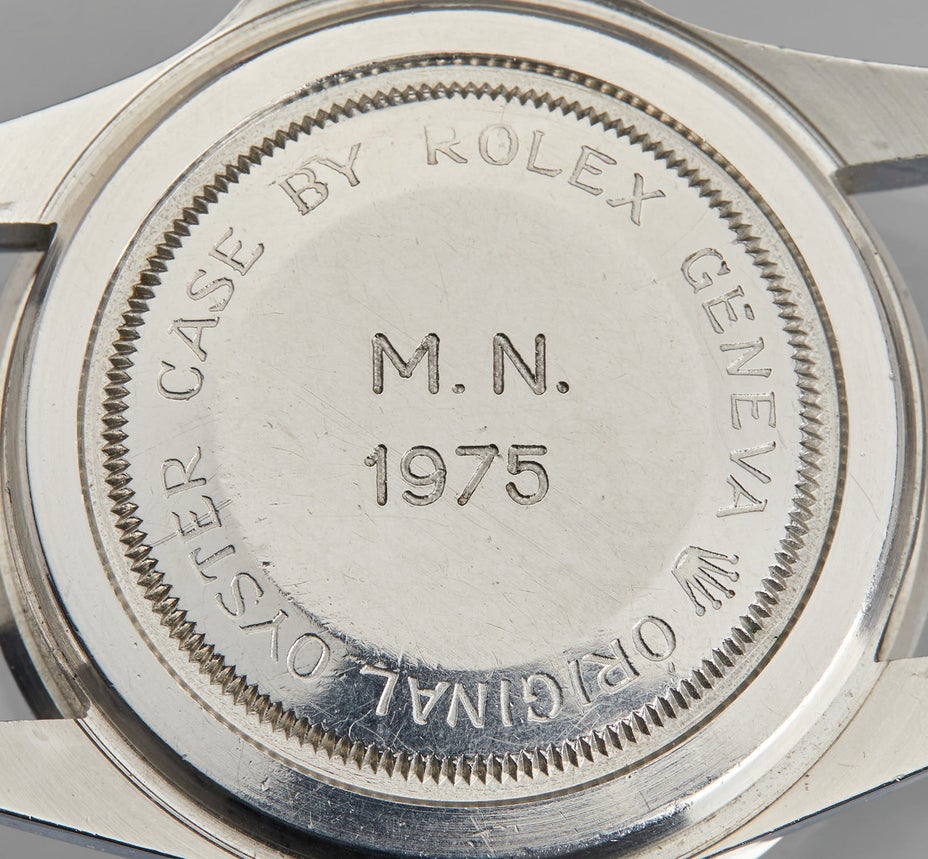 ORIGINAL OYSTER CASE BY ROLEX GENEVA
M.N.
1975